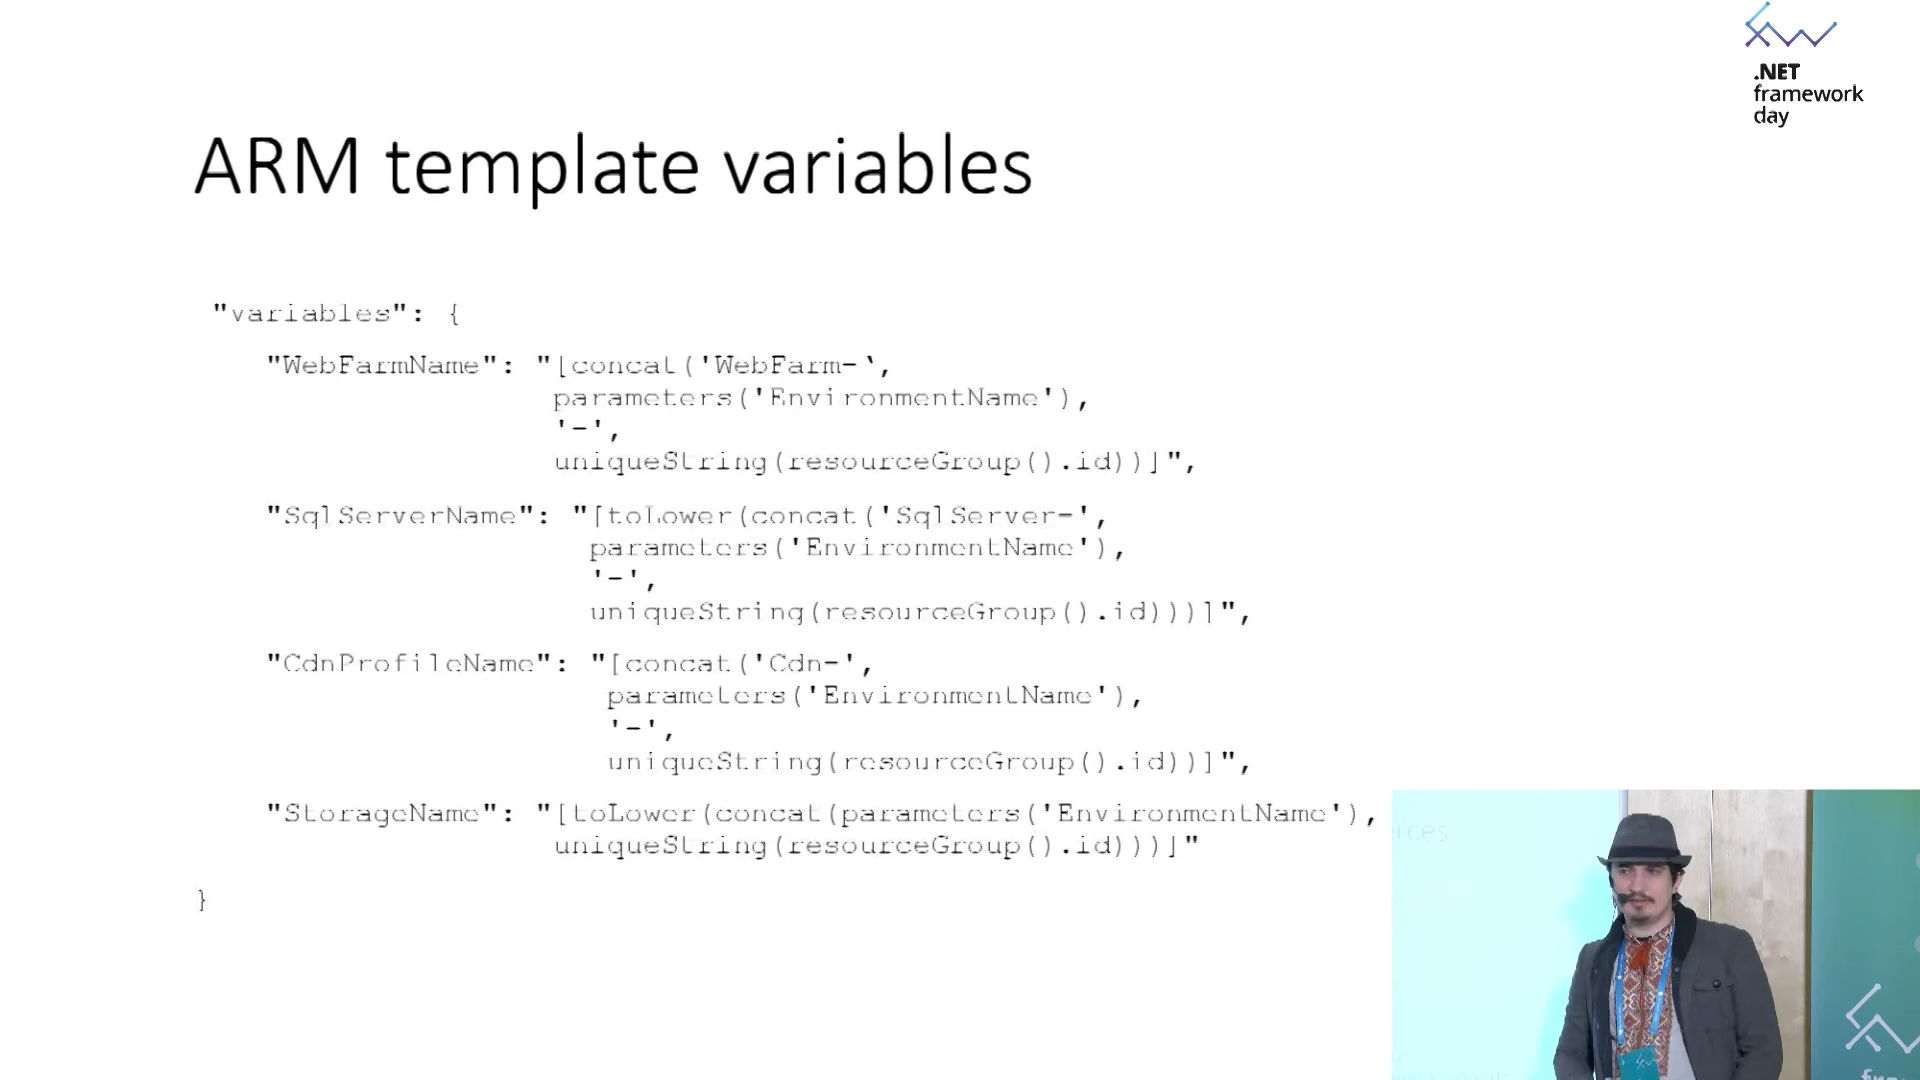 .NET
framework
day
ARM template variables
"variables": {
"WebFarmName": "[concat('WebFarm-‘,
parameters('EnvironmentName'),
'-',
uniqueString(resourceGroup().id))]",
"SqlServerName": "[toLower(concat('SqlServer-',
parameters('EnvironmentName'),
'-',
uniqueString(resourceGroup().id)))]",
"CdnProfileName": "[concat('Cdn-',
parameters('EnvironmentName'),
'-',
uniqueString(resourceGroup().id))]",
"StorageName": "[toLower(concat(parameters('EnvironmentName'),
uniqueString(resourceGroup().id)))]"
}